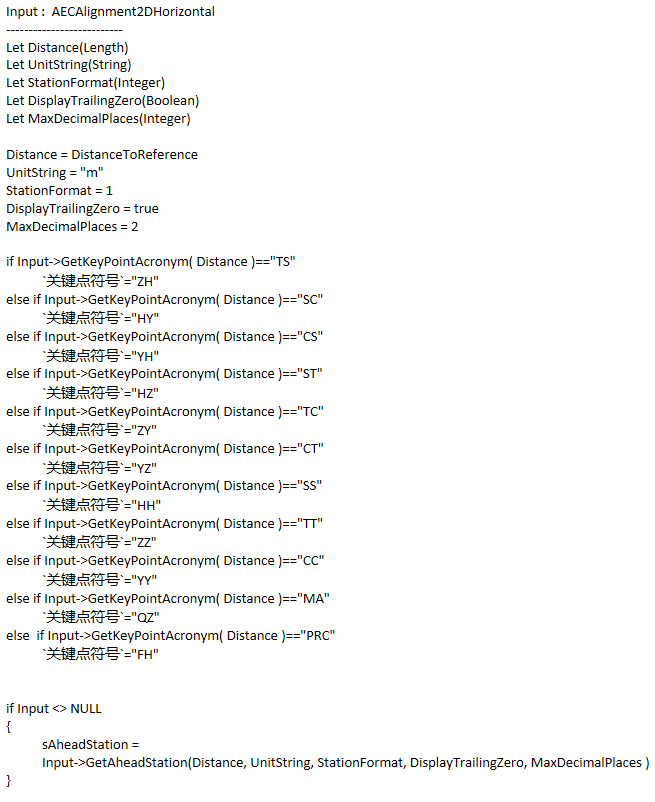 Input :  AECAlignment2DHorizontal
--------------------------
Let Distance(Length)
Let UnitString(String)
Let StationFormat(Integer)
Let DisplayTrailingZero(Boolean)
Let MaxDecimalPlaces(Integer)

Distance = DistanceToReference
UnitString = "m"
StationFormat = 1
DisplayTrailingZero = true
MaxDecimalPlaces = 2

if Input->GetKeyPointAcronym( Distance )=="TS"
`关键点符号`="ZH"
else if Input->GetKeyPointAcronym( Distance )=="SC"
`关键点符号`="HY"
else if Input->GetKeyPointAcronym( Distance )=="CS"
`关键点符号`="YH"
else if Input->GetKeyPointAcronym( Distance )=="ST"
`关键点符号`="HZ"
else if Input->GetKeyPointAcronym( Distance )=="TC"
`关键点符号`="ZY"
else if Input->GetKeyPointAcronym( Distance )=="CT"
`关键点符号`="YZ"
else if Input->GetKeyPointAcronym( Distance )=="SS"
`关键点符号`="HH"
else if Input->GetKeyPointAcronym( Distance )=="TT"
`关键点符号`="ZZ"
else if Input->GetKeyPointAcronym( Distance )=="CC"
`关键点符号`="YY"
else if Input->GetKeyPointAcronym( Distance )=="MA"
`关键点符号`="QZ"
else  if Input->GetKeyPointAcronym( Distance )=="PRC"
`关键点符号`="FH"

if Input <> NULL
{
sAheadStation =
Input->GetAheadStation(Distance, UnitString, StationFormat, DisplayTrailingZero, MaxDecimalPlaces )
}